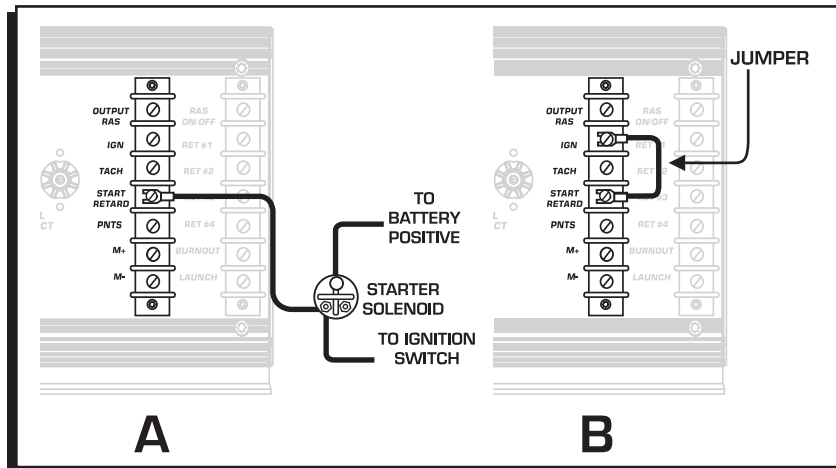 OUTPUT
RAS
IGN
TACH
START
RETARD
PNTS
M+
M-
RAS
ON/OFF
RET #1
RET #2
RET #4
BURNOUT
LAUNCH
L
CT
TO
BATTERY
POSITIVE
STARTER
SOLENOID
TO IGNITION
SWITCH
A
JUMPER
OUTPUT
RAS
IGN
TACH
START
RETARD
PNTS
M+
M-
RAS
ON/OFF
RET #4
BURNOUT
LAUNCH
L
CT
B